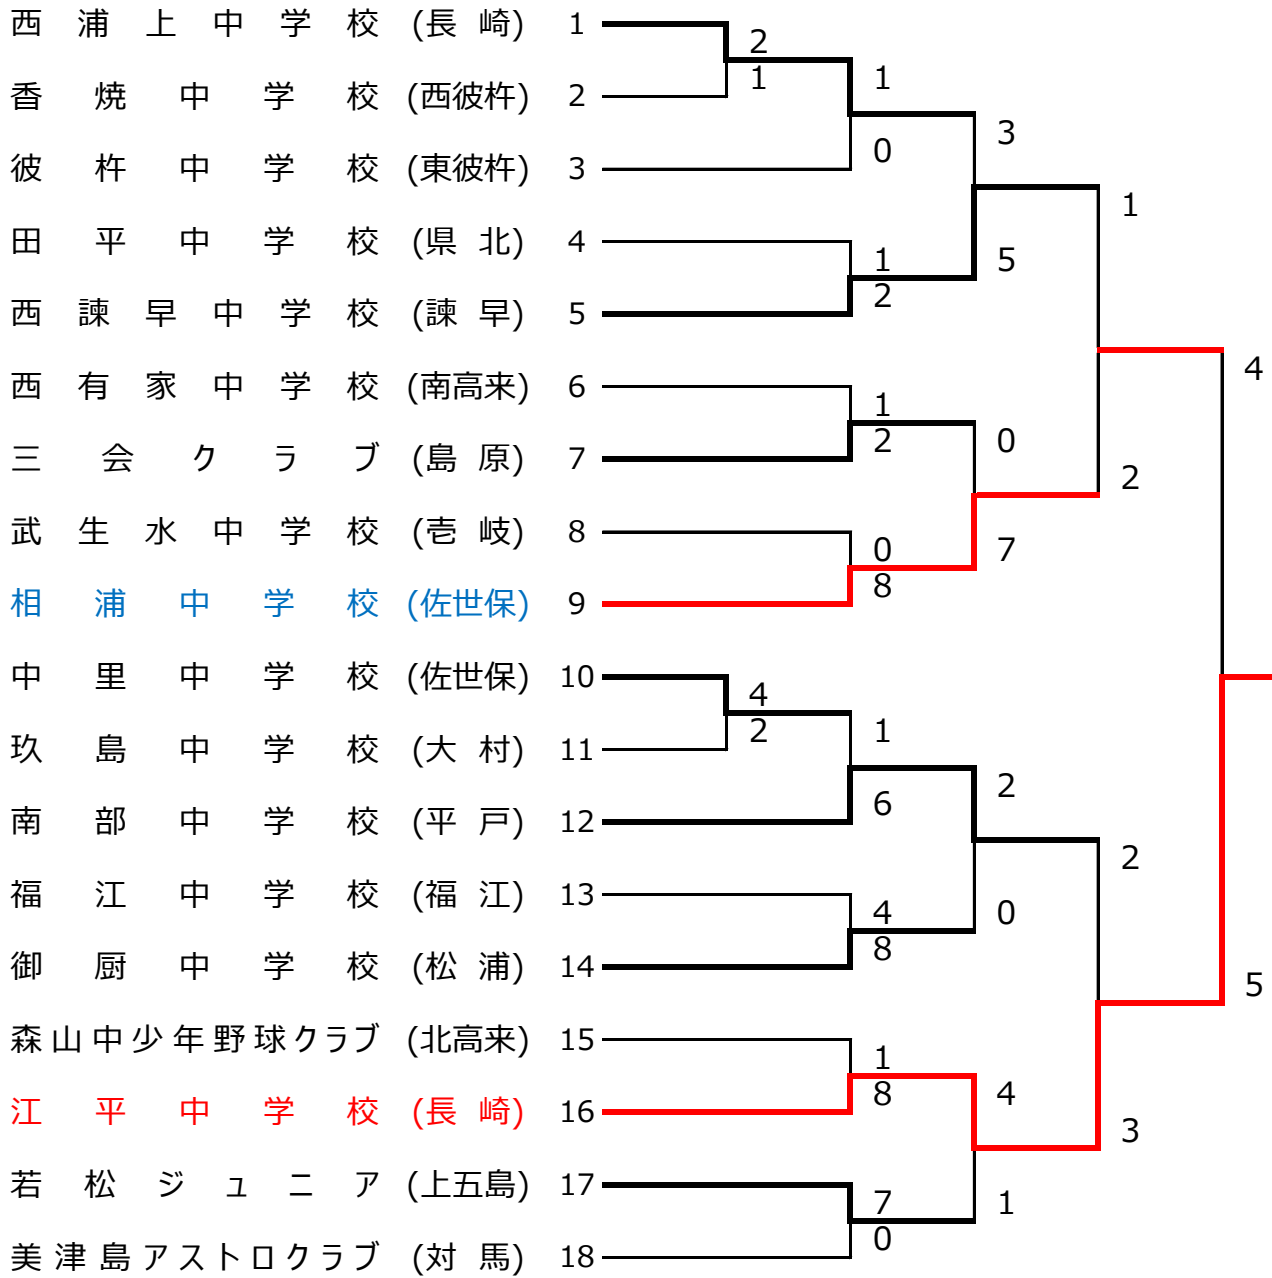 西浦上中学校 (長崎) 1
2
香焼中学校 (西彼杵) 2
1
1
彼杵中学校 (東彼杵) 3
0
3
田平中学校 (県北) 4
1
1
5
西諫早中学校 (諫早) 5
2
西有家中学校 (南高来) 6
4
1
三会クラブ (島原) 7
2
0
武生水中学校 (壱岐) 8
2
0
7
相浦中学校 (佐世保) 9
8
中里中学校 (佐世保) 10
4
玖島中学校 (大村) 11
2
1
南部中学校 (平戸) 12
6
2
福江中学校 (福江) 13
2
4
0
御厨中学校 (松浦) 14
8
5
森山中少年野球クラブ (北高来) 15
1
江平中学校 (長崎) 16
8
4
3
若松ジュニア (上五島) 17
7
1
美津島アストロクラブ (対馬) 18
0